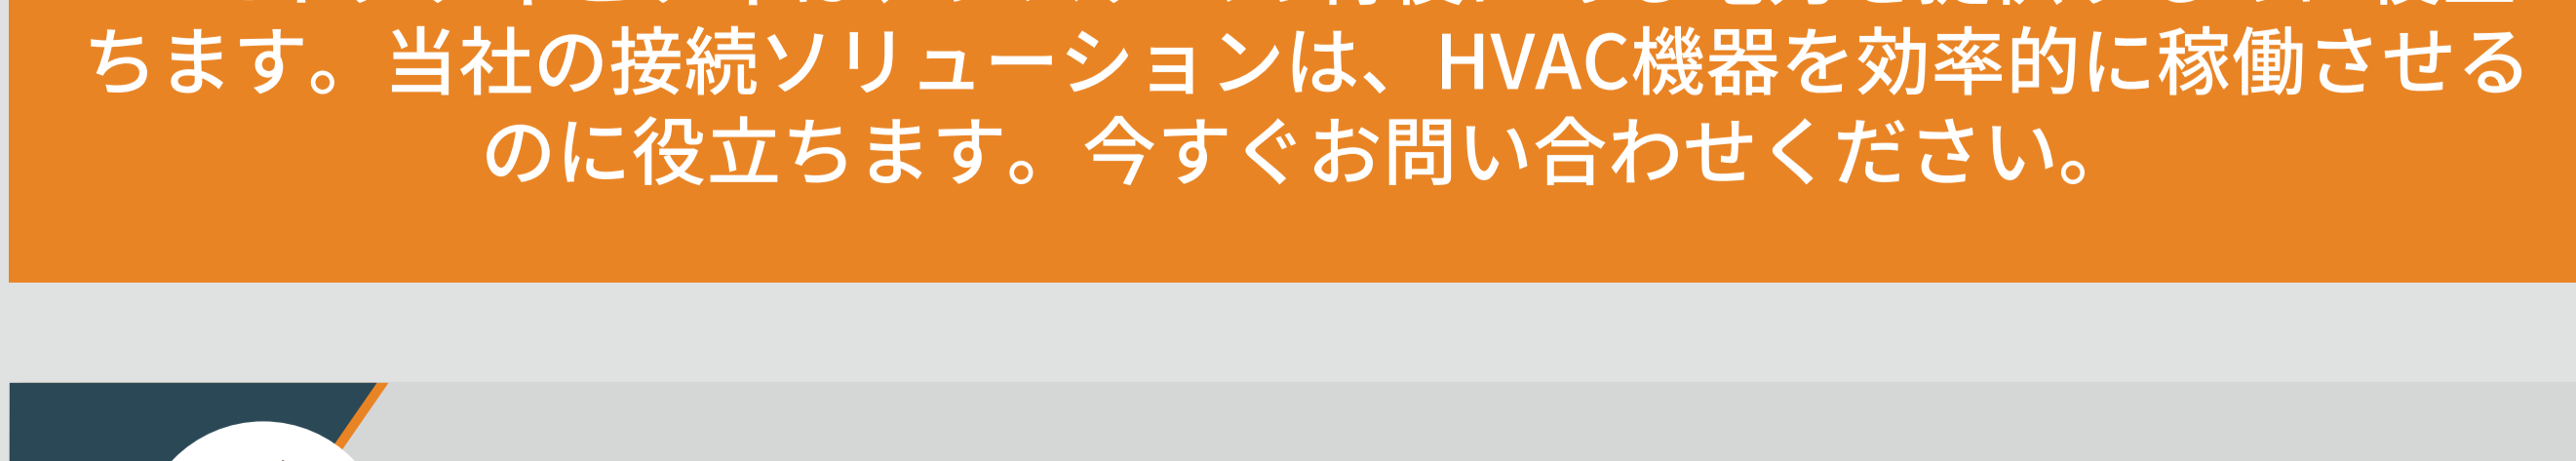 ちます。当社の接続ソリューションは、HVAC機器を効率的に稼働させる
のに役立ちます。今すぐお問い合わせください。